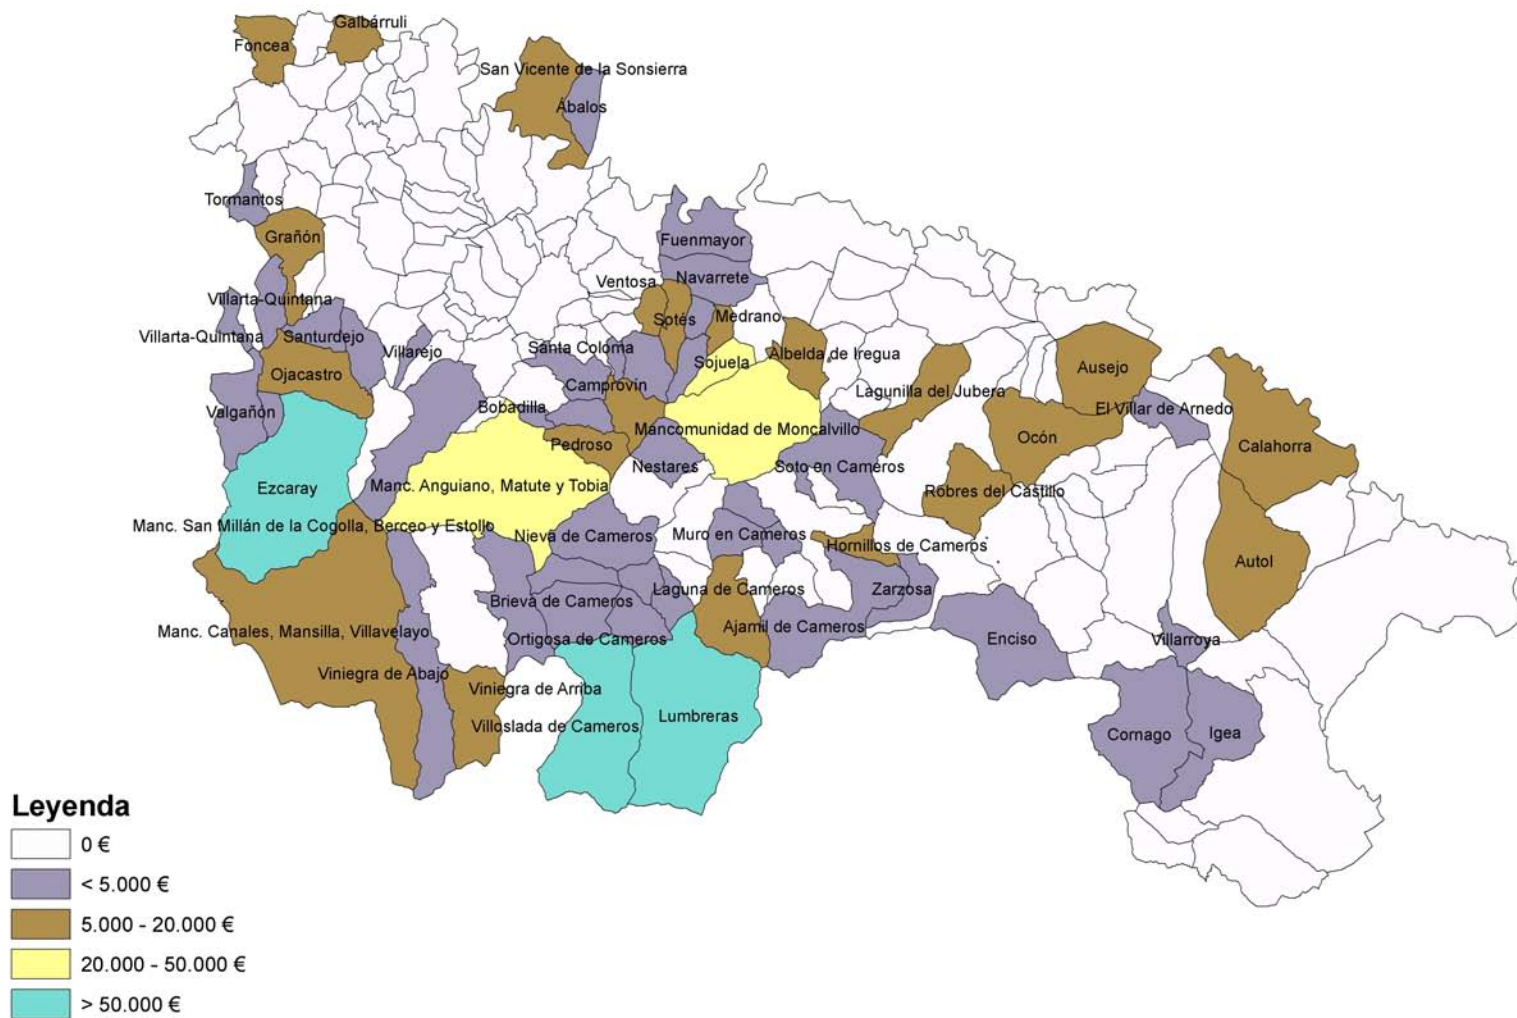 Galbárruli
Foncea
San Vicente de la Sonsierra
Ábalos
Tormantos
Grañón
Fuenmayor
Ventosa
Navarrete
Villarta-Quintana
Sotés
Medrano
Villarta-Quintana
Santurdejo
Villarejo
Santa Coloma
Sojuela
Albelda de Iregua
Ojacastro
Camprovín
Lagunilla del Jubera
Ausejo
Valgañón
Bobadilla
El Villar de Arnedo
Mancomunidad de Moncalvillo
Ocón
Pedroso
Calahorra
Nestares
Soto en Cameros
Ezcaray
Manc. Anguiano, Matute y Tobia
Robres del Castillo
Manc. San Millán de la Cogolla, Berceo y Estollo
Nieva de Cameros
Muro en Cameros
Hornillos de Cameros
Autol
Laguna de Cameros
Zarzosa
Brieva de Cameros
Manc. Canales, Mansilla, Villavelayo
Ortigosa de Cameros
Ajamil de Cameros
Enciso
Villarroya
Viniegra de Abajo
Viniegra de Arriba
Villoslada de Cameros
Lumbreras
Cornago
Igea
Leyenda
0 €
< 5.000 €
5.000 - 20.000 €
20.000 - 50.000 €
> 50.000 €